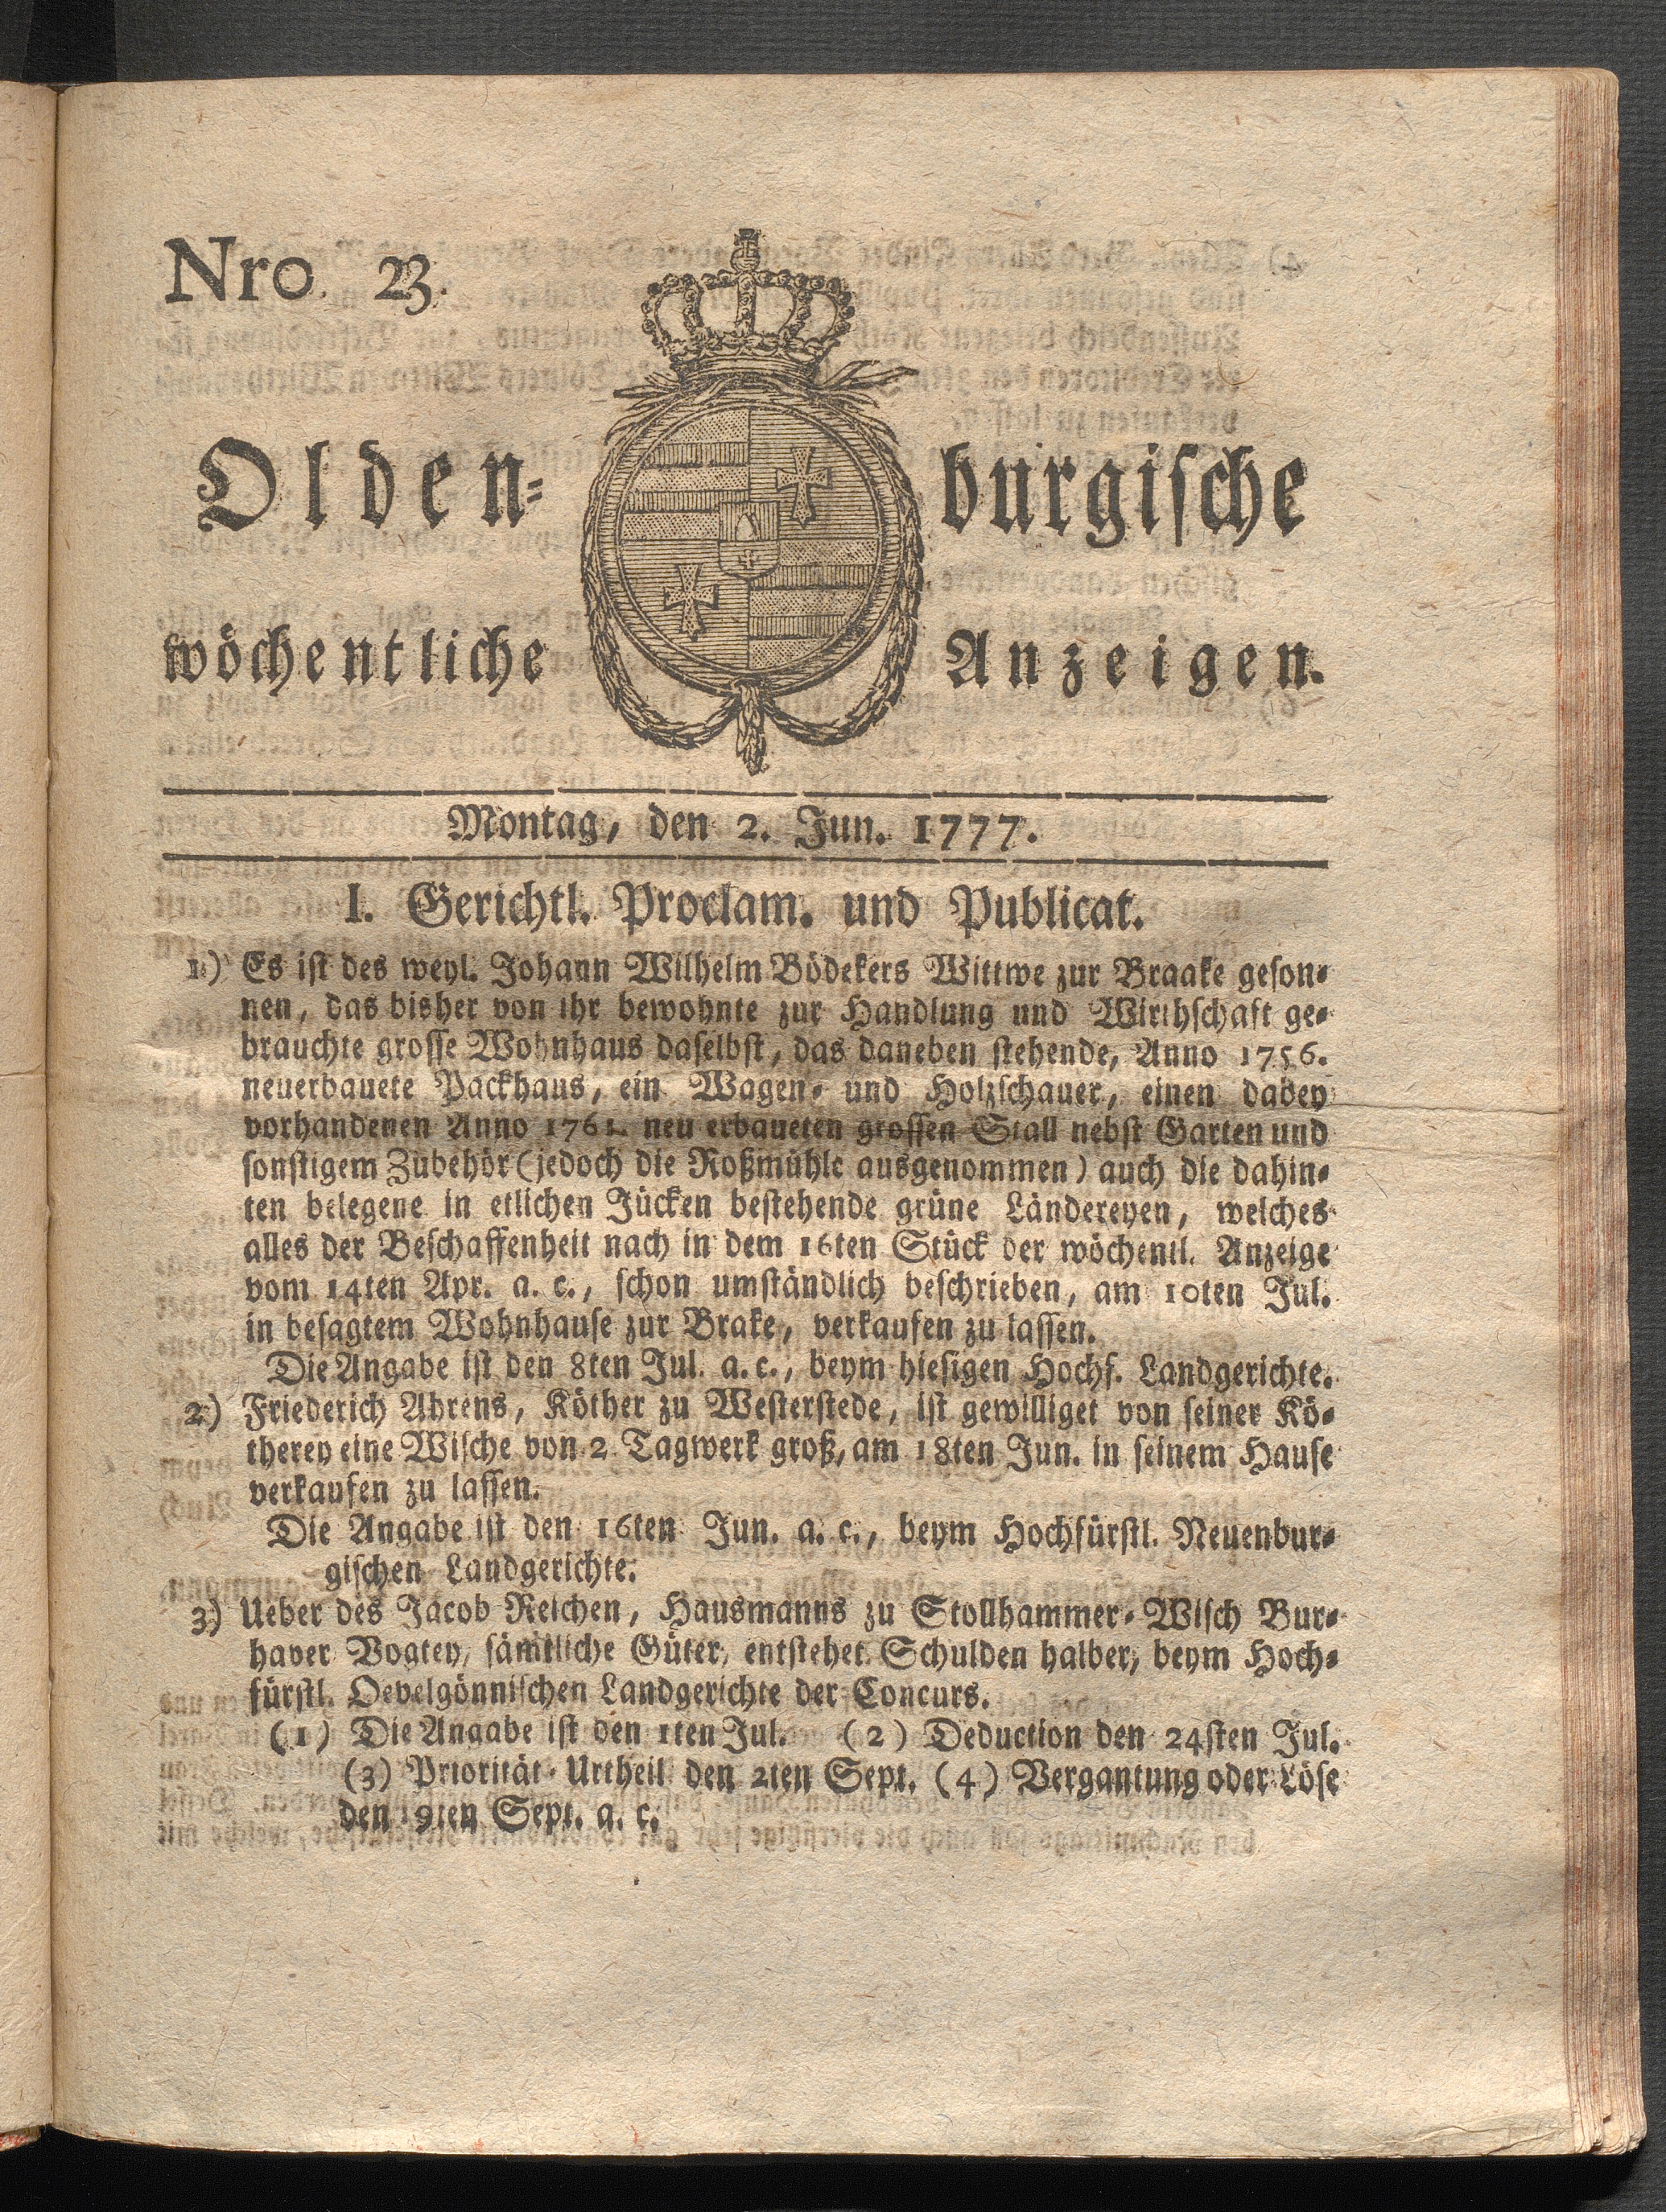 Nro. 23.
Olden⸗ burgische
wöchentliche Anzeigen.
Montag, den 2. Jun. 1777.
I. Gerichtl. Proclam. und Publicat.
1.) Es ist des weyl. Johann Wilhelm Bödekers Wittwe zur Braake geson⸗
nen, das bisher von ihr bewohnte zur Handlung und Wirthschaft ge⸗
brauchte grosse Wohnhaus daselbst, das daneben stehende, Anno 1756.
neuerbauete Packhaus, ein Wagen⸗ und Holzschauer, einen dabey
vorhandenen Anno 1761. neu erbaueten grossen Stall nebst Garten und
sonstigem Zubehör (jedoch die Roßmühle ausgenommen) auch die dahin⸗
ten belegene in etlichen Jücken bestehende grüne Ländereyen, welches
alles der Beschaffenheit nach in dem 16ten Stück der wöchentl. Anzeige
vom 14ten Apr. a. c., schon umständlich beschrieben, am 10ten Jul.
in besagtem Wohnhause zur Brake, verkaufen zu lassen.
Die Angabe ist den 8ten Jul. a. c., beym hiesigen Hochf. Landgerichte.
2) Friederich Ahrens, Köther zu Westerstede, ist gewilliget von seiner Kö⸗
therey eine Wische von 2 Tagwerk groß, am 18ten Jun. in seinem Hause
verkaufen zu lassen.
Die Angabe ist den 16ten Jun. a. c., beym Hochfürstl. Neuenbur⸗
gischen Landgerichte.
3) Ueber des Jacob Reichen, Hausmanns zu Stollhammer⸗Wisch Bur⸗
haver Vogtey, sämtliche Güter, entstehet Schulden halber, beym Hoch⸗
fürstl. Oevelgönnischen Landgerichte der Concurs.
(1) Die Angabe ist den 1ten Jul. (2) Deduction den 24sten Jul.
(3) Priorität⸗Urtheil den 2ten Sept. (4) Vergantung oder Löse
den 19ten Sept. a. c.